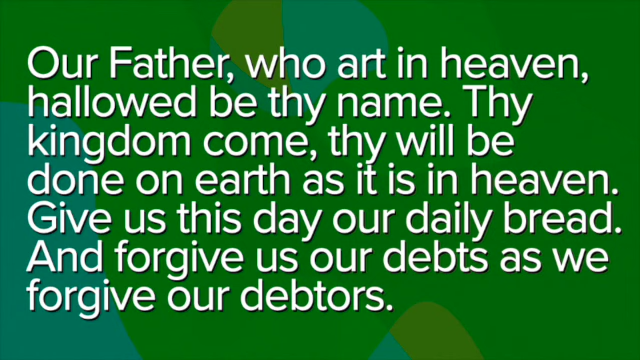 Our Father, who art in heaven,
hallowed be thy name. Thy
kingdom come, thy will be
done on earth as it is in heaven.
Give us this day our daily bread.
And forgive us our debts as we
forgive our debtors.